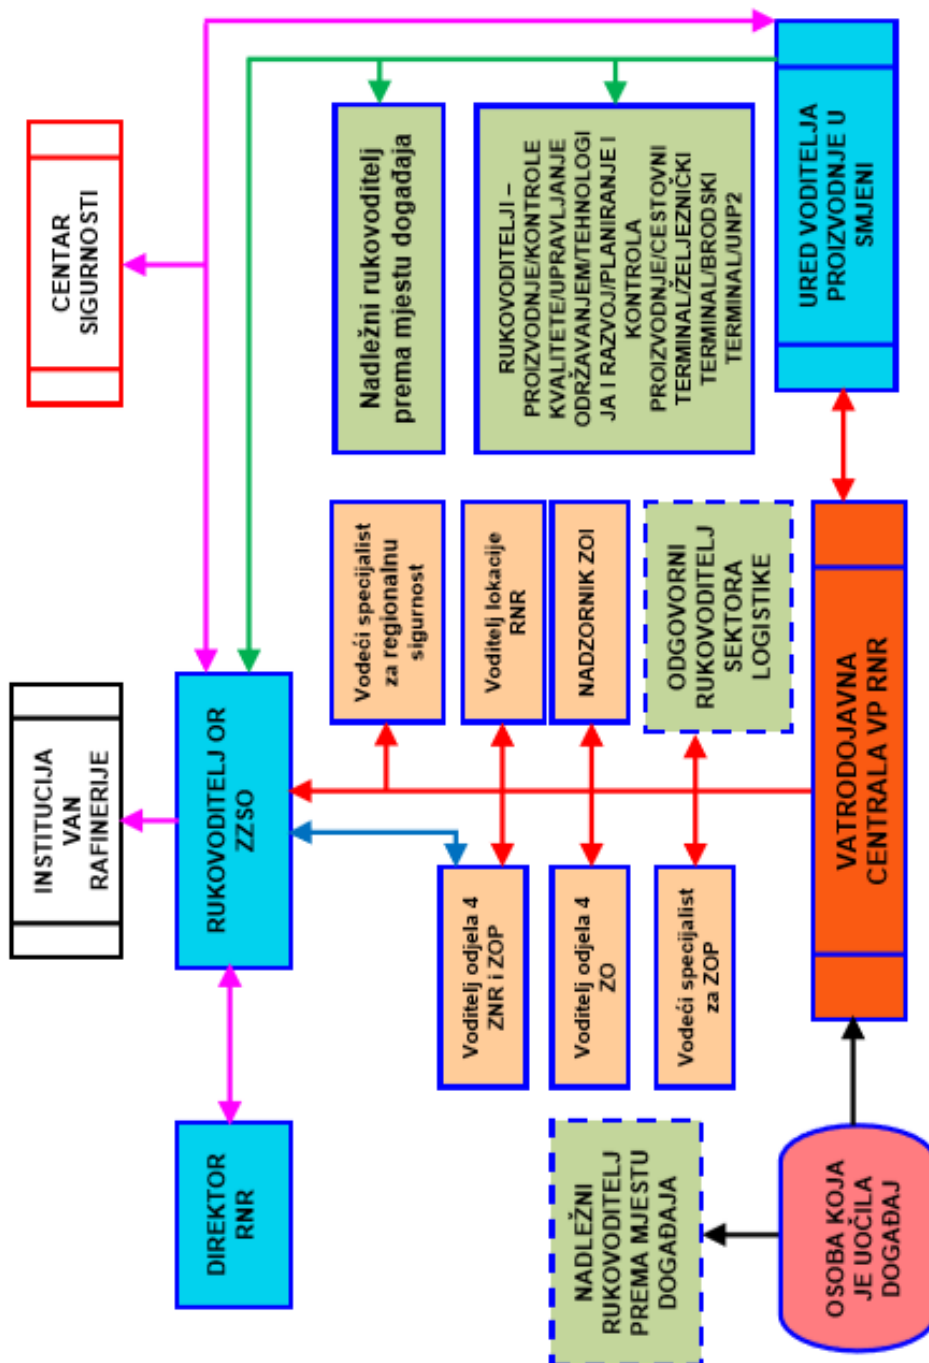 INSTITUCIJA
VAN
RAFINERIJE
CENTAR
SIGURNOSTI
DIREKTOR
RNR
RUKOVODITELJ OR
ZZSO
Vodeći specijalist
za regionalnu
sigurnost
Nadležni rukovoditelj
prema mjestu događaja
Voditelj odjela 4
ZNR i ZOP
Voditelj lokacije
RNR
RUKOVODITELJI –
PROIZVODNJE/KONTROLE
KVALITETE/UPRAVLJANJE
ODRŽAVANJEM/TEHNOLOGI
JA I RAZVOJ/PLANIRANJE I
KONTROLA
PROIZVODNJE/CESTOVNI
TERMINAL/ŽELJEZNIČKI
TERMINAL/BRODSKI
TERMINAL/UNP2
Voditelj odjela 4
ZO
NADZORNIK ZOI
NADLEŽNI
RUKOVODITELJ
PREMA MJESTU
DOGAĐAJA
Vodeći specijalist
za ZOP
ODGOVORNI
RUKOVODITELJ
SEKTORA
LOGISTIKE
OSOBA KOJA
JE UOČILA
DOGAĐAJ
VATRODOJAVNA
CENTRALA VP RNR
URED VODITELJA
PROIZVODNJE U
SMJENI